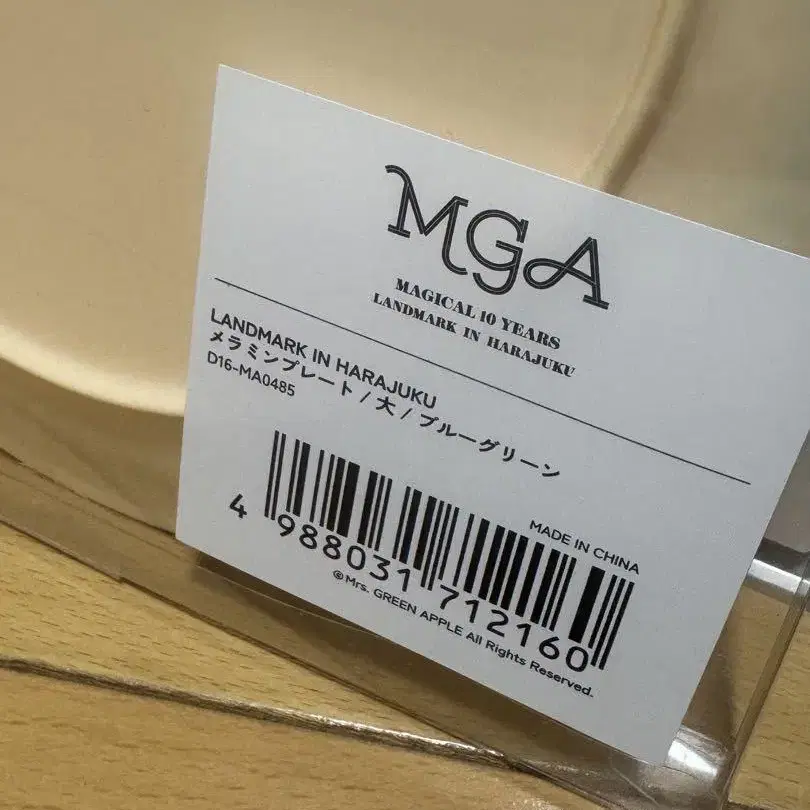 MGA
MAGICAL 10 YEARS
LANDMARK IN HARAJUKU
LANDMARK IN HARAJUKU
メラミンプレート / 大 / ブルーグリーン
D16-MA0485
MADE IN CHINA
4 988031 712160
© Mrs. GREEN APPLE All Rights Reserved.